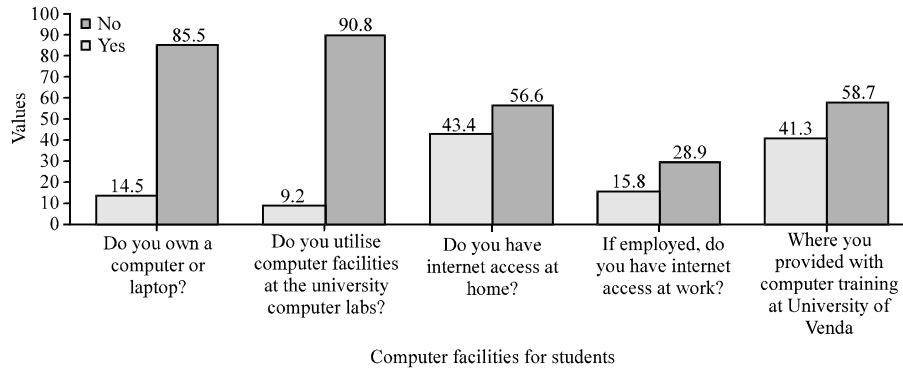 100
90
80
70
60
50
40
30
20
10
0
Values
No
Yes
14.5
85.5
9.2
90.8
43.4
56.6
15.8
28.9
41.3
58.7
Do you own a
computer or
laptop?
Do you utilise
computer facilities
at the university
computer labs?
Do you have
internet access at
home?
If employed, do
you have internet
access at work?
Where you
provided with
computer training
at University of
Venda
Computer facilities for students